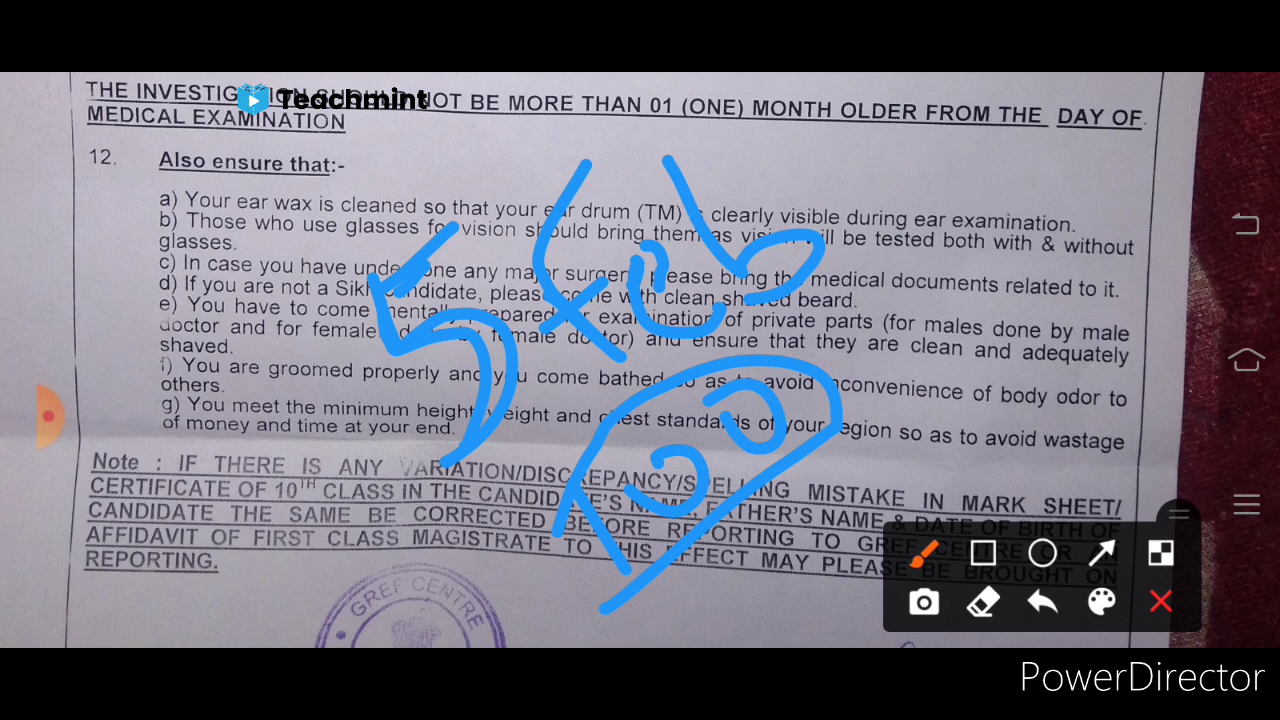 THE INVESTIGATION SHOULD NOT BE MORE THAN 01 (ONE) MONTH OLDER FROM THE DAY OF
Teachmint
MEDICAL EXAMINATION
12. Also ensure that:-
a) Your ear wax is cleaned so that your ear drum (TM) is clearly visible during ear examination.
b) Those who use glasses for vision should bring them as vision will be tested both with & without
glasses.
c) In case you have undergone any major surgery, please bring the medical documents related to it.
d) If you are not a Sikh candidate, please come with clean shaved beard.
e) You have to come mentally prepared for examination of private parts (for males done by male
doctor and for female done by female doctor) and ensure that they are clean and adequately
shaved.
f) You are groomed properly and you come bathed so as to avoid inconvenience of body odor to
others.
g) You meet the minimum height, weight and chest standards of your region so as to avoid wastage
of money and time at your end.
5 feb
Note : IF THERE IS ANY VARIATION/DISCREPANCY/SPELLING MISTAKE IN MARK SHEET/
CERTIFICATE OF 10TH CLASS IN THE CANDIDATE'S NAME, FATHER'S NAME & DATE OF BIRTH OF
CANDIDATE THE SAME BE CORRECTED BEFORE REPORTING TO GREF CENTRE OR AN
AFFIDAVIT OF FIRST CLASS MAGISTRATE TO THIS EFFECT MAY PLEASE BE BROUGHT ON
REPORTING.
GREF CENTRE
PowerDirector